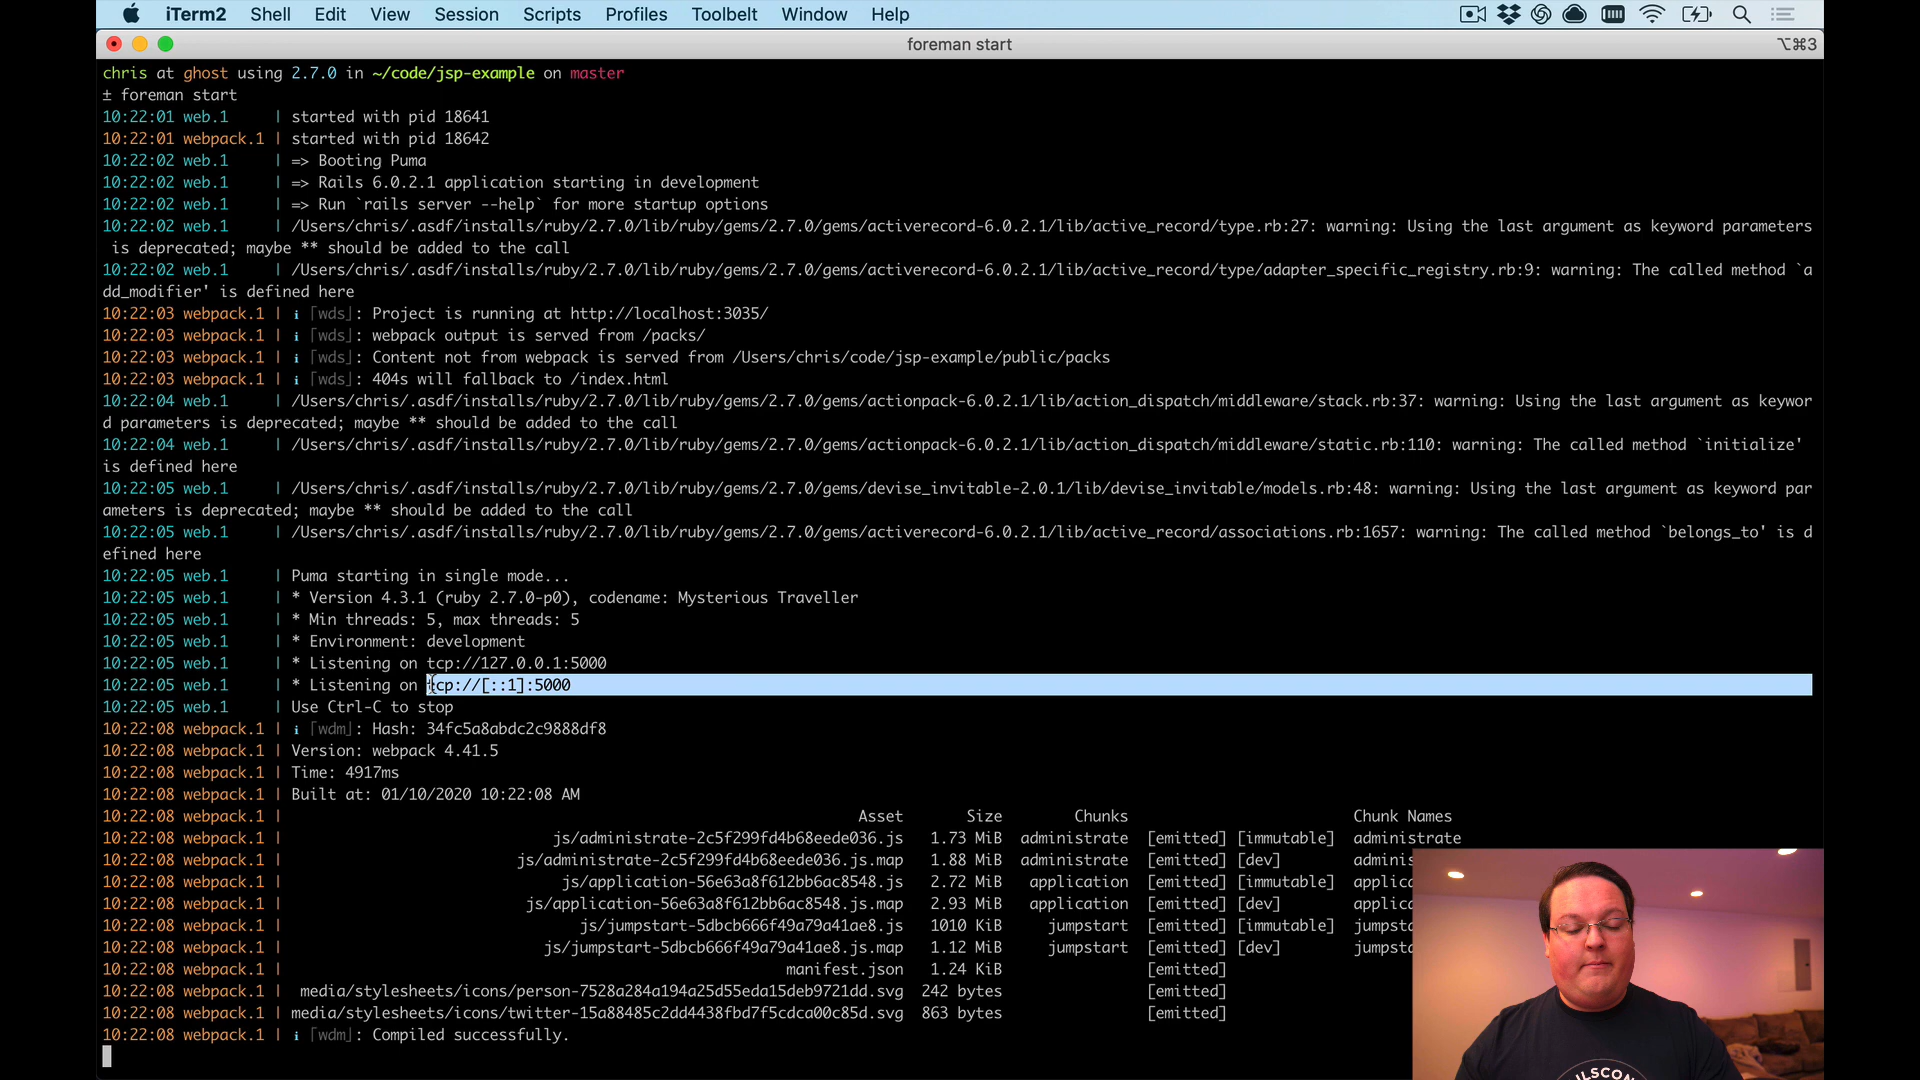 iTerm2 Shell Edit View Session Scripts Profiles Toolbelt Window Help
foreman start ⌥⌘3
chris at ghost using 2.7.0 in ~/code/jsp-example on master
± foreman start
10:22:01 web.1 | started with pid 18641
10:22:01 webpack.1 | started with pid 18642
10:22:02 web.1 | => Booting Puma
10:22:02 web.1 | => Rails 6.0.2.1 application starting in development
10:22:02 web.1 | => Run `rails server --help` for more startup options
10:22:02 web.1 | /Users/chris/.asdf/installs/ruby/2.7.0/lib/ruby/gems/2.7.0/gems/activerecord-6.0.2.1/lib/active_record/type.rb:27: warning: Using the last argument as keyword parameters
is deprecated; maybe ** should be added to the call
10:22:02 web.1 | /Users/chris/.asdf/installs/ruby/2.7.0/lib/ruby/gems/2.7.0/gems/activerecord-6.0.2.1/lib/active_record/type/adapter_specific_registry.rb:9: warning: The called method `a
dd_modifier' is defined here
10:22:03 webpack.1 | ℹ ｢wds｣: Project is running at http://localhost:3035/
10:22:03 webpack.1 | ℹ ｢wds｣: webpack output is served from /packs/
10:22:03 webpack.1 | ℹ ｢wds｣: Content not from webpack is served from /Users/chris/code/jsp-example/public/packs
10:22:03 webpack.1 | ℹ ｢wds｣: 404s will fallback to /index.html
10:22:04 web.1 | /Users/chris/.asdf/installs/ruby/2.7.0/lib/ruby/gems/2.7.0/gems/actionpack-6.0.2.1/lib/action_dispatch/middleware/stack.rb:37: warning: Using the last argument as keywor
d parameters is deprecated; maybe ** should be added to the call
10:22:04 web.1 | /Users/chris/.asdf/installs/ruby/2.7.0/lib/ruby/gems/2.7.0/gems/actionpack-6.0.2.1/lib/action_dispatch/middleware/static.rb:110: warning: The called method `initialize'
is defined here
10:22:05 web.1 | /Users/chris/.asdf/installs/ruby/2.7.0/lib/ruby/gems/2.7.0/gems/devise_invitable-2.0.1/lib/devise_invitable/models.rb:48: warning: Using the last argument as keyword par
ameters is deprecated; maybe ** should be added to the call
10:22:05 web.1 | /Users/chris/.asdf/installs/ruby/2.7.0/lib/ruby/gems/2.7.0/gems/activerecord-6.0.2.1/lib/active_record/associations.rb:1657: warning: The called method `belongs_to' is d
efined here
10:22:05 web.1 | Puma starting in single mode...
10:22:05 web.1 | * Version 4.3.1 (ruby 2.7.0-p0), codename: Mysterious Traveller
10:22:05 web.1 | * Min threads: 5, max threads: 5
10:22:05 web.1 | * Environment: development
10:22:05 web.1 | * Listening on tcp://127.0.0.1:5000
10:22:05 web.1 | * Listening on tcp://[::1]:5000
10:22:05 web.1 | Use Ctrl-C to stop
10:22:08 webpack.1 | ℹ ｢wdm｣: Hash: 34fc5a8abdc2c9888df8
10:22:08 webpack.1 | Version: webpack 4.41.5
10:22:08 webpack.1 | Time: 4917ms
10:22:08 webpack.1 | Built at: 01/10/2020 10:22:08 AM
10:22:08 webpack.1 | Asset Size Chunks Chunk Names
10:22:08 webpack.1 | js/administrate-2c5f299fd4b68eede036.js 1.73 MiB administrate [emitted] [immutable] administrate
10:22:08 webpack.1 | js/administrate-2c5f299fd4b68eede036.js.map 1.88 MiB administrate [emitted] [dev] adminis
10:22:08 webpack.1 | js/application-56e63a8f612bb6ac8548.js 2.72 MiB application [emitted] [immutable] applica
10:22:08 webpack.1 | js/application-56e63a8f612bb6ac8548.js.map 2.93 MiB application [emitted] [dev] applica
10:22:08 webpack.1 | js/jumpstart-5dbcb666f49a79a41ae8.js 1010 KiB jumpstart [emitted] [immutable] jumpsta
10:22:08 webpack.1 | js/jumpstart-5dbcb666f49a79a41ae8.js.map 1.12 MiB jumpstart [emitted] [dev] jumpsta
10:22:08 webpack.1 | manifest.json 1.24 KiB [emitted]
10:22:08 webpack.1 | media/stylesheets/icons/person-7528a284a194a25d55eda15deb9721dd.svg 242 bytes [emitted]
10:22:08 webpack.1 | media/stylesheets/icons/twitter-15a88485c2dd4438fbd7f5cdca00c85d.svg 863 bytes [emitted]
10:22:08 webpack.1 | ℹ ｢wdm｣: Compiled successfully.
ILSCON